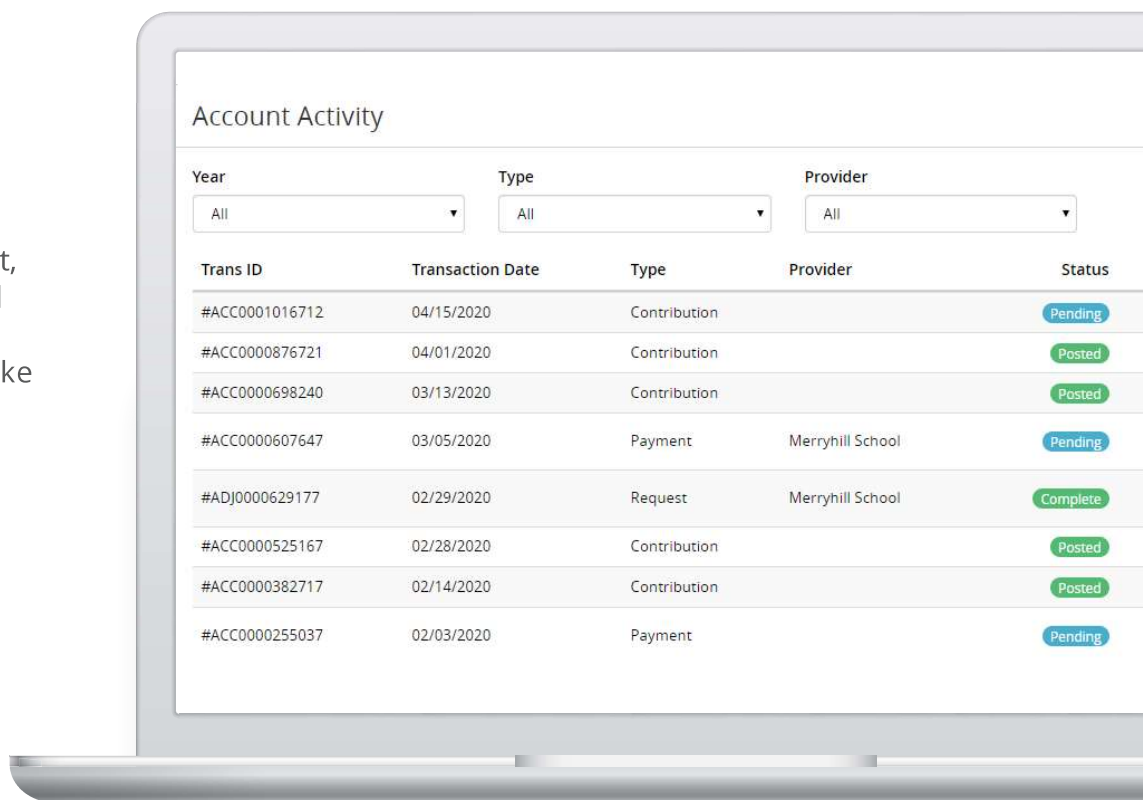 t,
ke
Account Activity
Year Type Provider
All All All
Trans ID Transaction Date Type Provider Status
#ACC0001016712 04/15/2020 Contribution Pending
#ACC0000876721 04/01/2020 Contribution Posted
#ACC0000698240 03/13/2020 Contribution Posted
#ACC0000607647 03/05/2020 Payment Merryhill School Pending
#ADJ0000629177 02/29/2020 Request Merryhill School Complete
#ACC0000525167 02/28/2020 Contribution Posted
#ACC0000382717 02/14/2020 Contribution Posted
#ACC0000255037 02/03/2020 Payment Pending